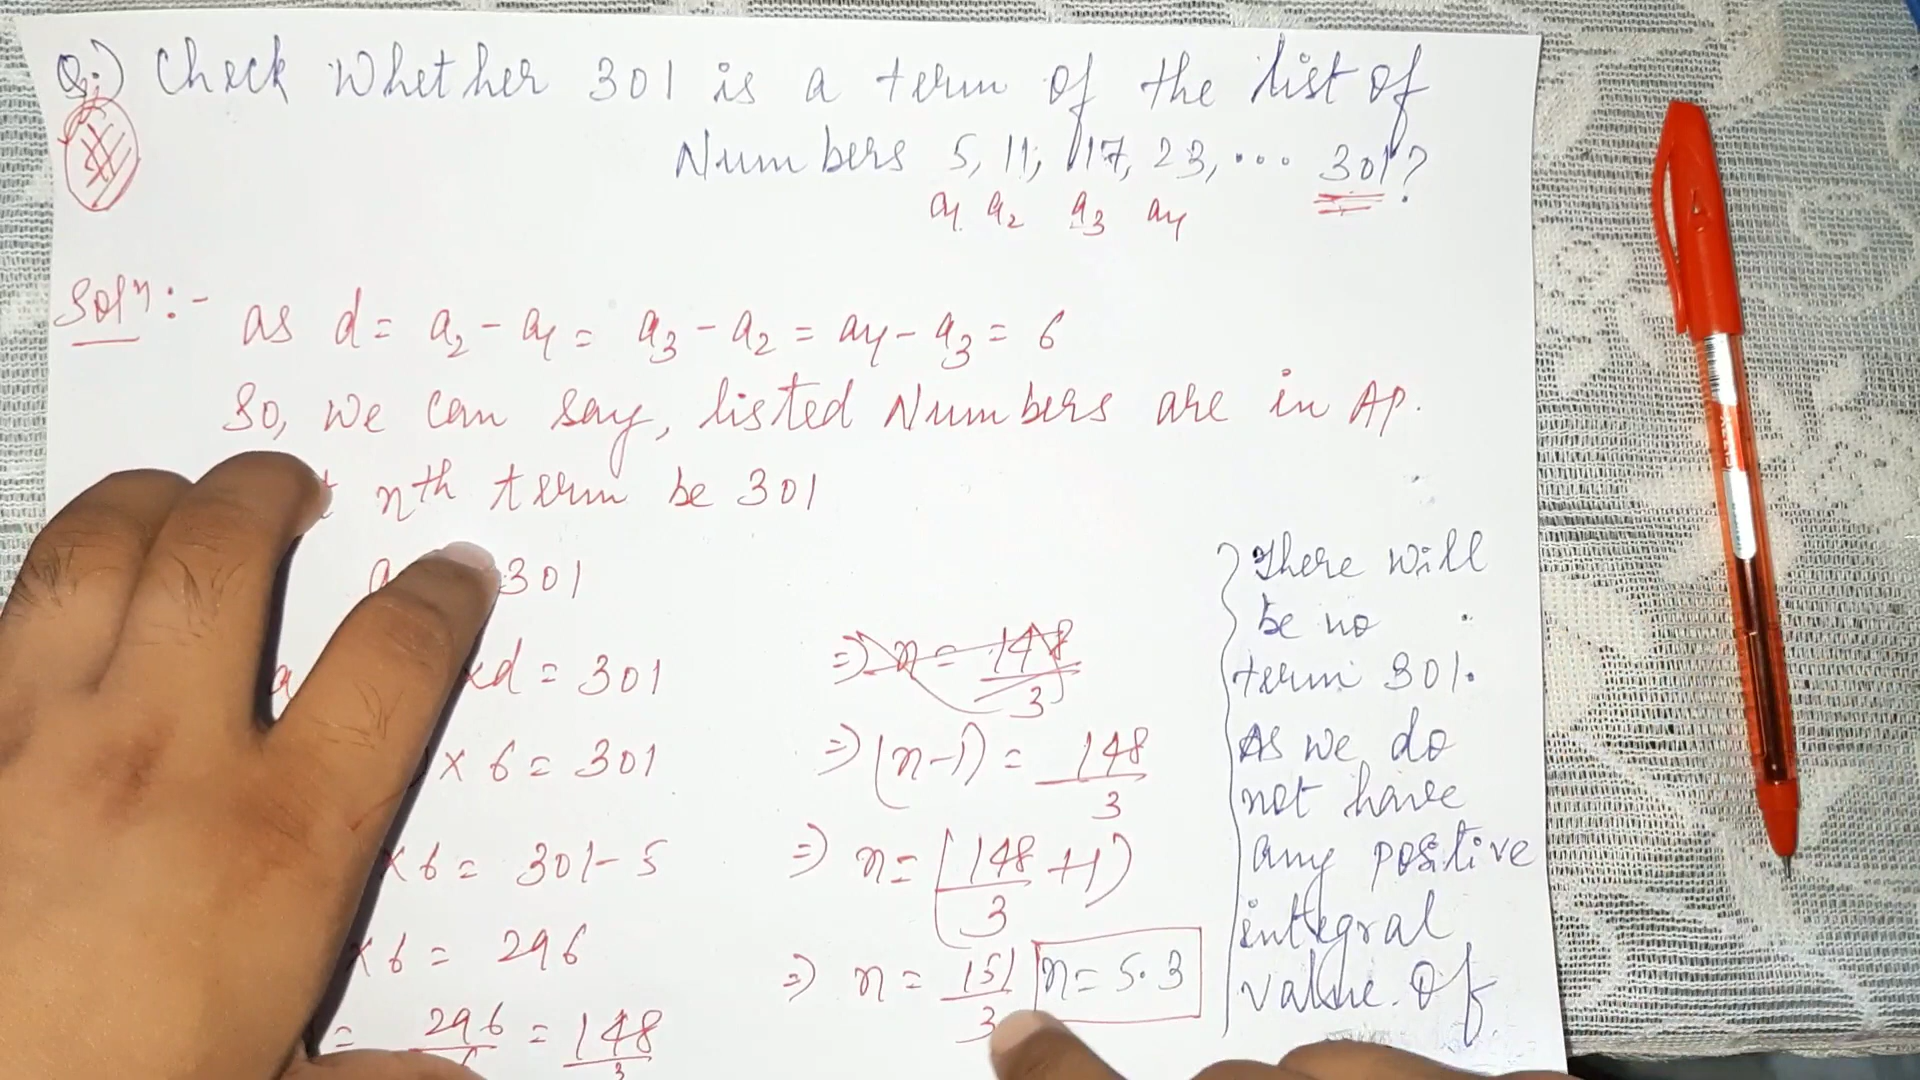 Q:) Check Whether 301 is a term of the list of
Numbers 5, 11, 17, 23, ... 301?
a1 a2 a3 a4
Solⁿ:- as d = a2 - a1 = a3 - a2 = a4 - a3 = 6
So, we can say, listed Numbers are in AP.
nth term be 301
301
xd = 301
) x 6 = 301
x 6 = 301-5
x 6 = 296
= 296/6 = 148/3
=) n = 148/3
=) (n-1) = 148/3
=) n = (148/3 +1)
=) n = 151/3 n = 5.3
There will
be no
term 301.
As we do
not have
any positive
integral
value of